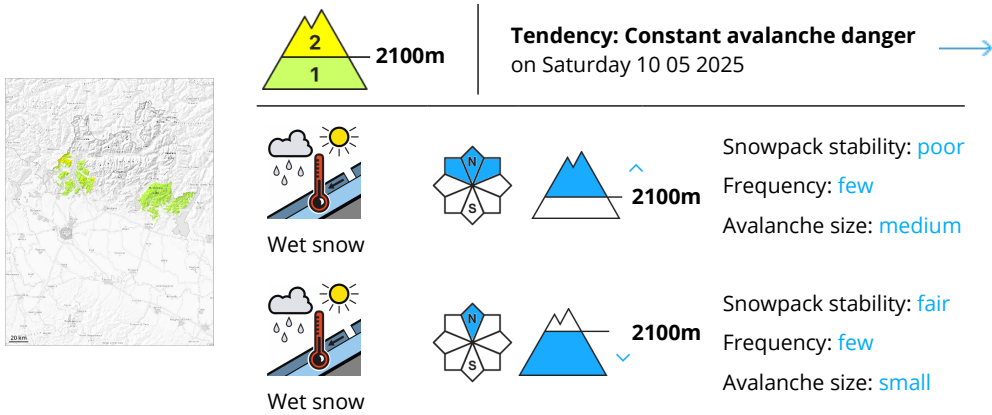 2
1
2100m
Tendency: Constant avalanche danger
on Saturday 10 05 2025
20 km
N
S
2100m
Wet snow
Snowpack stability: poor
Frequency: few
Avalanche size: medium
N
S
2100m
Wet snow
Snowpack stability: fair
Frequency: few
Avalanche size: small